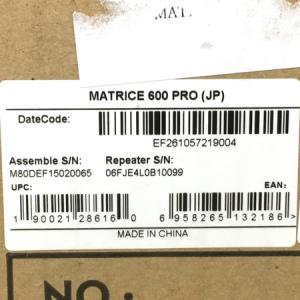 MAT
MATRICE 600 PRO (JP)
DateCode:
EF261057219004
Assemble S/N: Repeater S/N:
M80DEF15020065 06FJE4L0B10099
UPC: EAN:
1 90021 28616 0 6 958265 132186
MADE IN CHINA
NO.